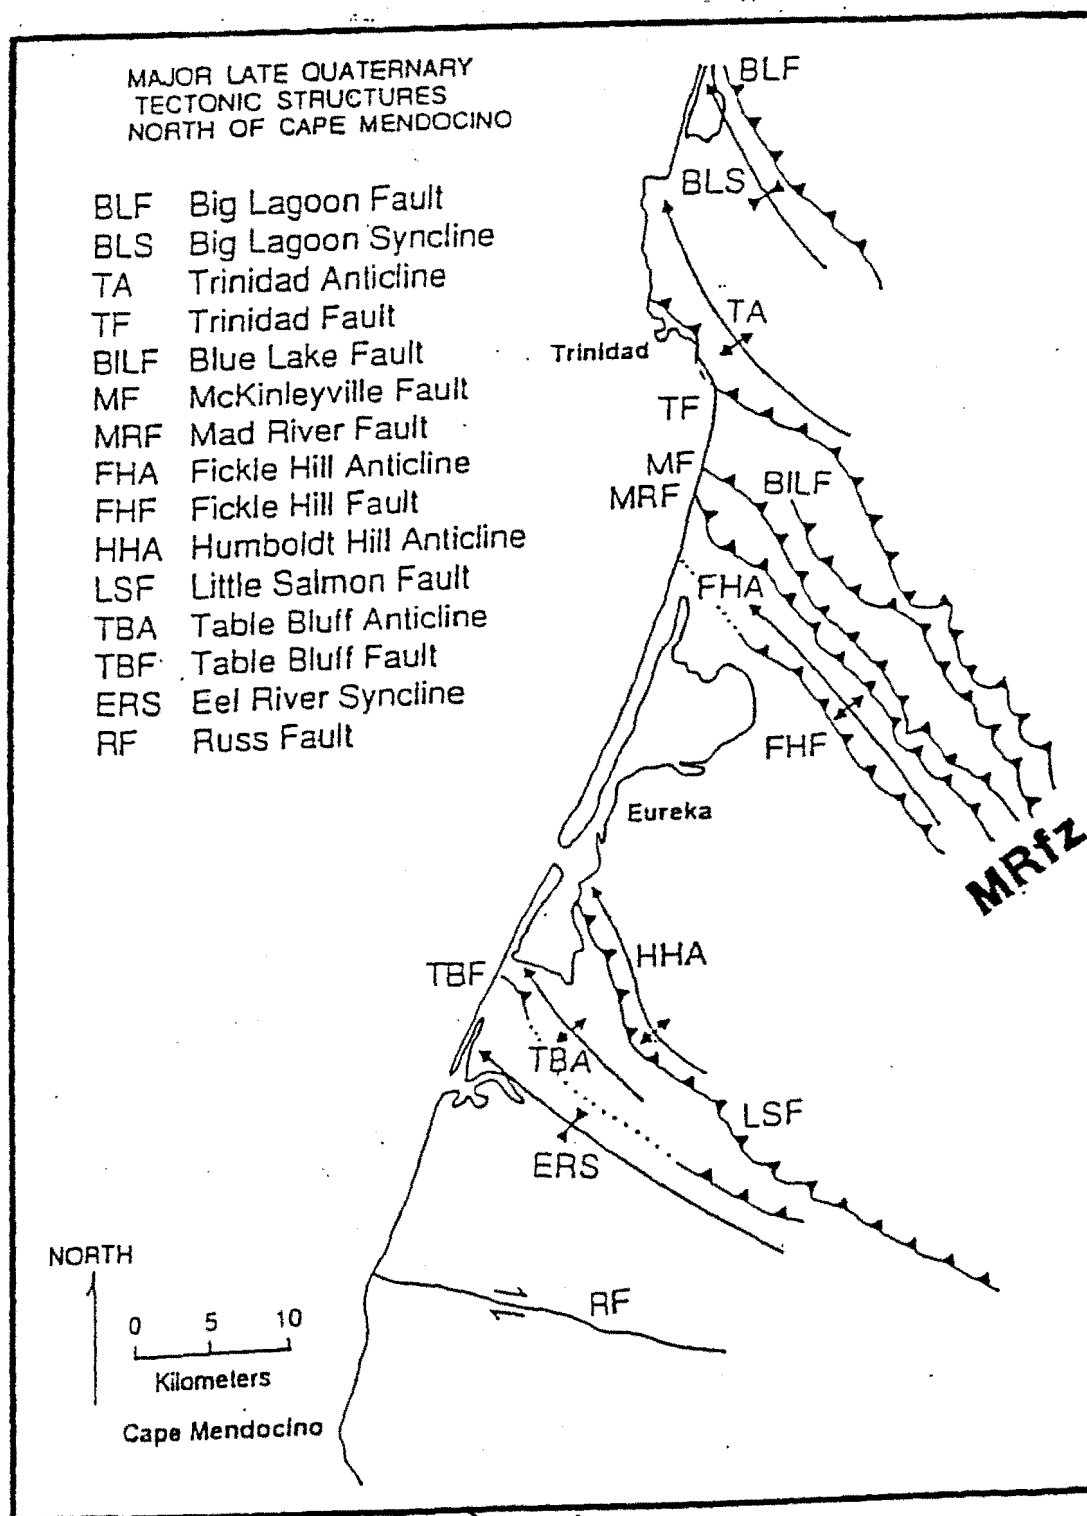 MAJOR LATE QUATERNARY
TECTONIC STRUCTURES
NORTH OF CAPE MENDOCINO
BLF Big Lagoon Fault
BLS Big Lagoon Syncline
TA Trinidad Anticline
TF Trinidad Fault
BILF Blue Lake Fault
MF McKinleyville Fault
MRF Mad River Fault
FHA Fickle Hill Anticline
FHF Fickle Hill Fault
HHA Humboldt Hill Anticline
LSF Little Salmon Fault
TBA Table Bluff Anticline
TBF Table Bluff Fault
ERS Eel River Syncline
RF Russ Fault
BLF
BLS
TA
Trinidad
TF
MF
BILF
MRF
FHA
FHF
Eureka
MRfz
HHA
TBF
TBA
LSF
ERS
NORTH
RF
0 5 10
Kilometers
Cape Mendocino